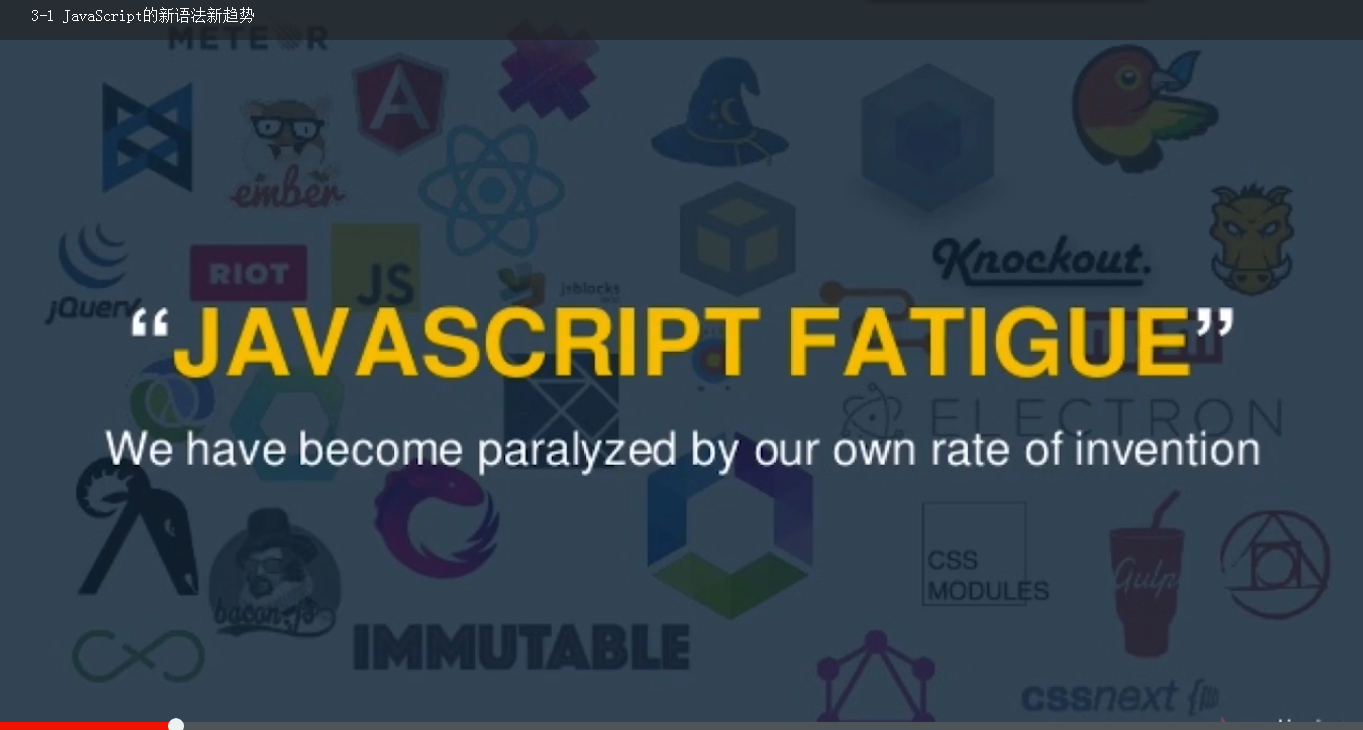 3-1 JavaScript的新语法新趋势
METEOR
ember
RIOT
JS
jsblocks
Knockout.
jQuery
“JAVASCRIPT FATIGUE”
ELECTRON
We have become paralyzed by our own rate of invention
CSS
MODULES
Gulp
bacon.js
IMMUTABLE
cssnext